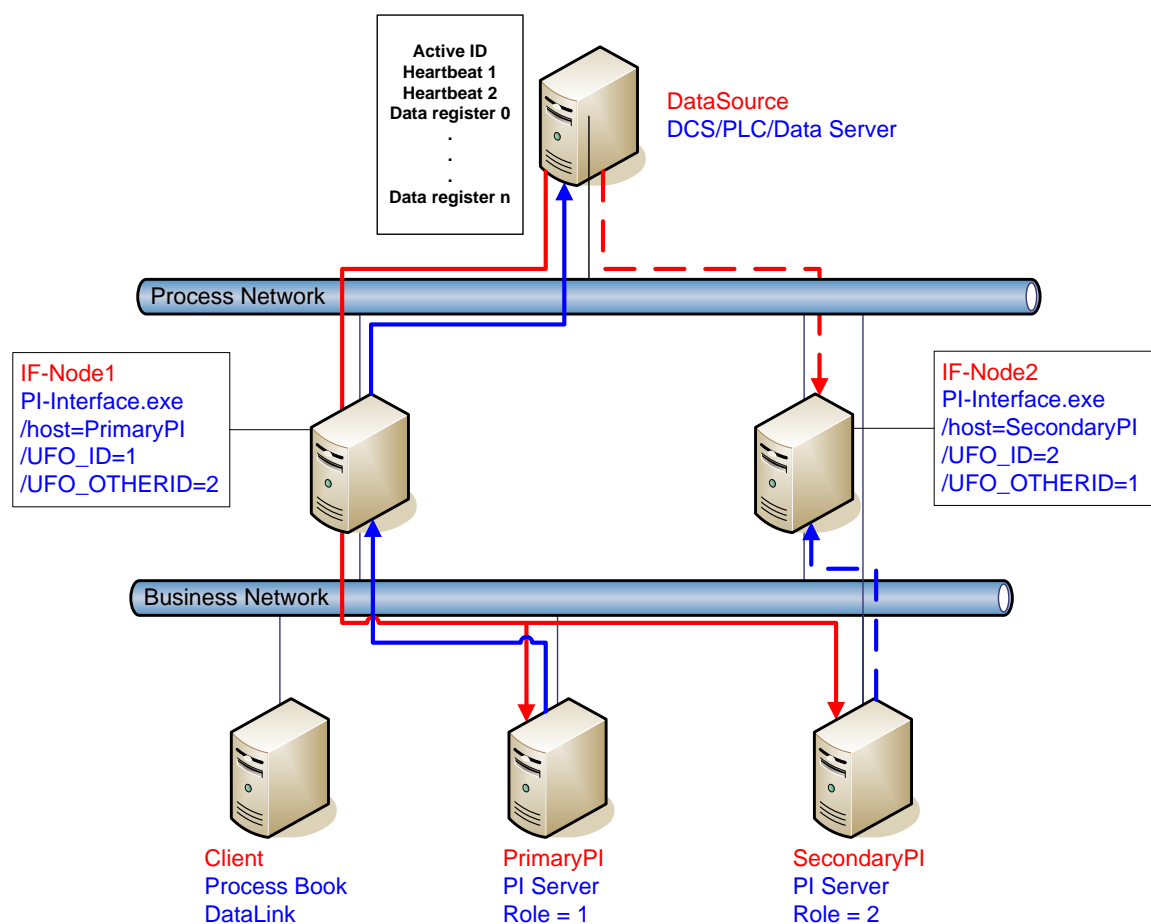 Active ID
Heartbeat 1
Heartbeat 2
Data register 0
.
.
.
Data register n
DataSource
DCS/PLC/Data Server
Process Network
IF-Node1
PI-Interface.exe
/host=PrimaryPI
/UFO_ID=1
/UFO_OTHERID=2
IF-Node2
PI-Interface.exe
/host=SecondaryPI
/UFO_ID=2
/UFO_OTHERID=1
Business Network
Client
Process Book
DataLink
PrimaryPI
PI Server
Role = 1
SecondaryPI
PI Server
Role = 2